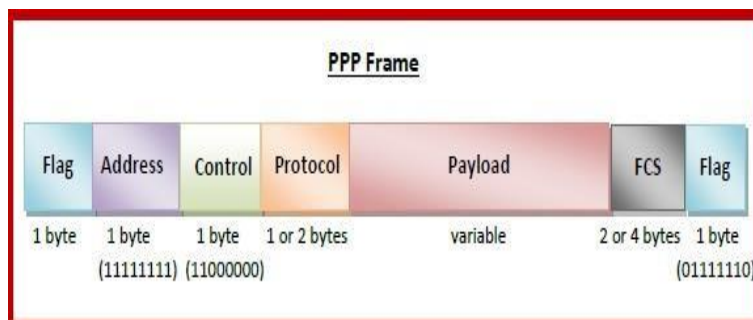 PPP Frame
Flag Address Control Protocol Payload FCS Flag
1 byte 1 byte 1 byte 1 or 2 bytes variable 2 or 4 bytes 1 byte
(11111111) (11000000) (01111110)